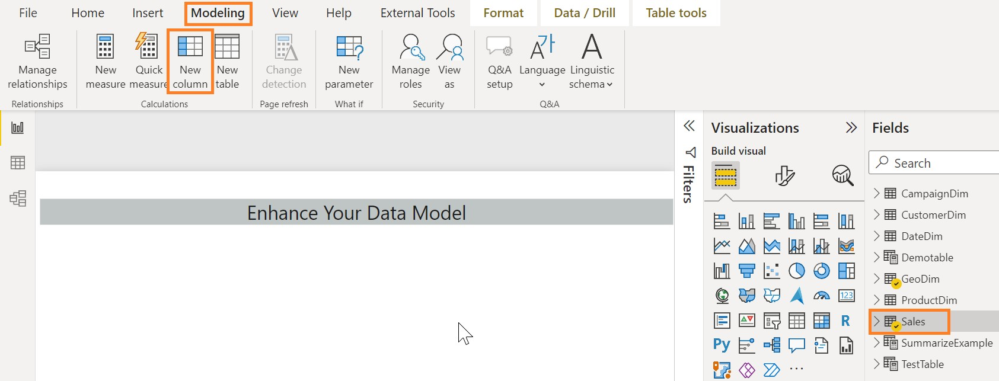 File Home Insert Modeling View Help External Tools Format Data / Drill Table tools
Manage relationships
New measure
Quick measure
New column
New table
Change detection
New parameter
Manage roles
View as
Q&A setup
Language
Linguistic schema
Relationships Calculations Page refresh What if Security Q&A
Enhance Your Data Model
Filters
Visualizations
Build visual
123
R
Py
...
Fields
Search
CampaignDim
CustomerDim
DateDim
Demotable
GeoDim
ProductDim
Sales
SummarizeExample
TestTable